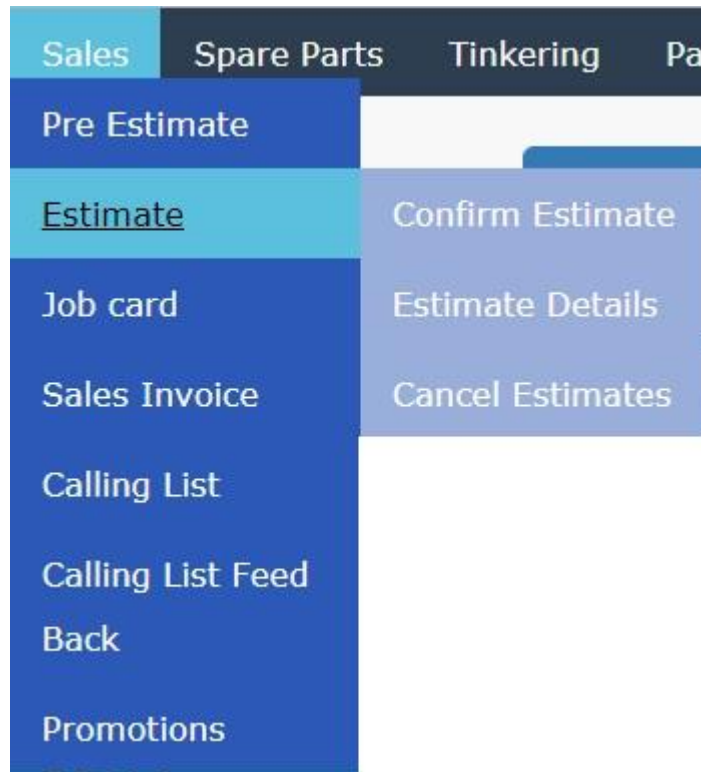 Sales Spare Parts Tinkering Pa
Pre Estimate
Estimate Confirm Estimate
Job card Estimate Details
Sales Invoice Cancel Estimates
Calling List
Calling List Feed
Back
Promotions